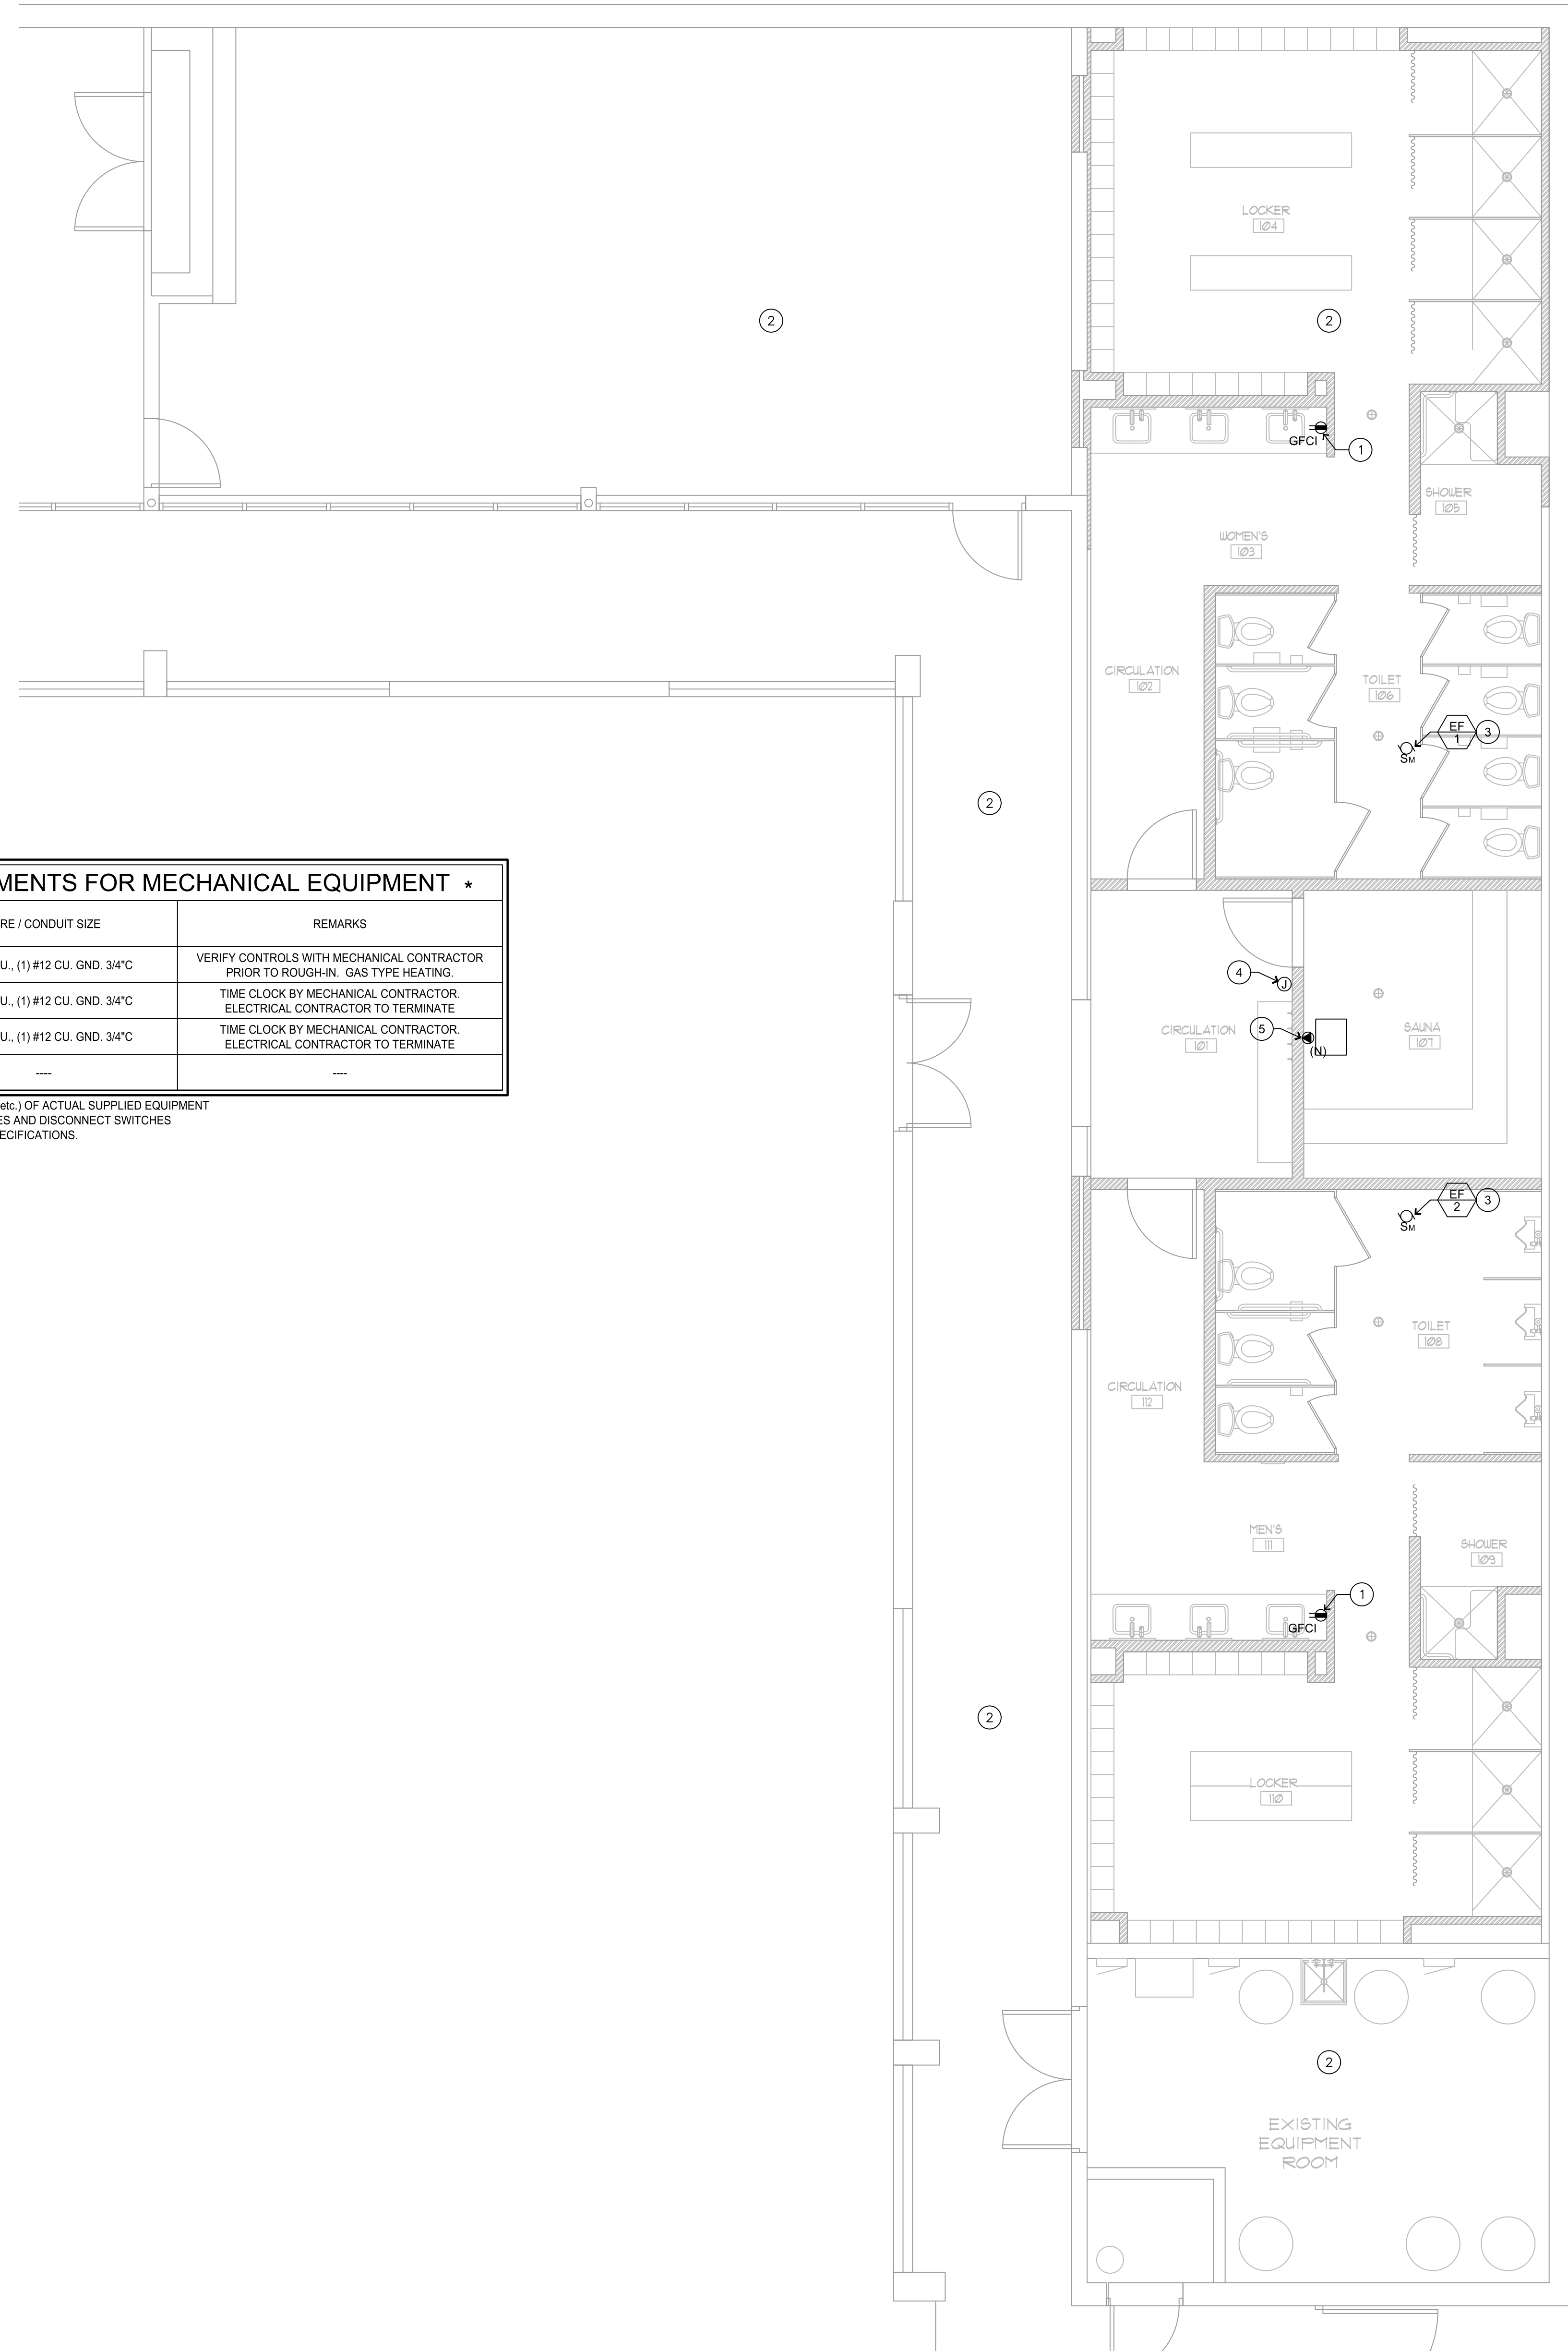 LOCKER
104
2
2
GFCI
1
SHOWER
105
WOMEN'S
103
CIRCULATION
102
TOILET
106
EF
1
3
SM
2
MENTS FOR MECHANICAL EQUIPMENT *
RE / CONDUIT SIZE
REMARKS
U., (1) #12 CU. GND. 3/4"C
VERIFY CONTROLS WITH MECHANICAL CONTRACTOR
PRIOR TO ROUGH-IN. GAS TYPE HEATING.
U., (1) #12 CU. GND. 3/4"C
TIME CLOCK BY MECHANICAL CONTRACTOR.
ELECTRICAL CONTRACTOR TO TERMINATE
U., (1) #12 CU. GND. 3/4"C
TIME CLOCK BY MECHANICAL CONTRACTOR.
ELECTRICAL CONTRACTOR TO TERMINATE
----
----
etc.) OF ACTUAL SUPPLIED EQUIPMENT
ES AND DISCONNECT SWITCHES
ECIFICATIONS.
4
J
CIRCULATION
101
5
(N)
SAUNA
107
EF
2
3
SM
TOILET
108
CIRCULATION
112
MEN'S
111
SHOWER
109
1
GFCI
2
LOCKER
110
2
EXISTING
EQUIPMENT
ROOM